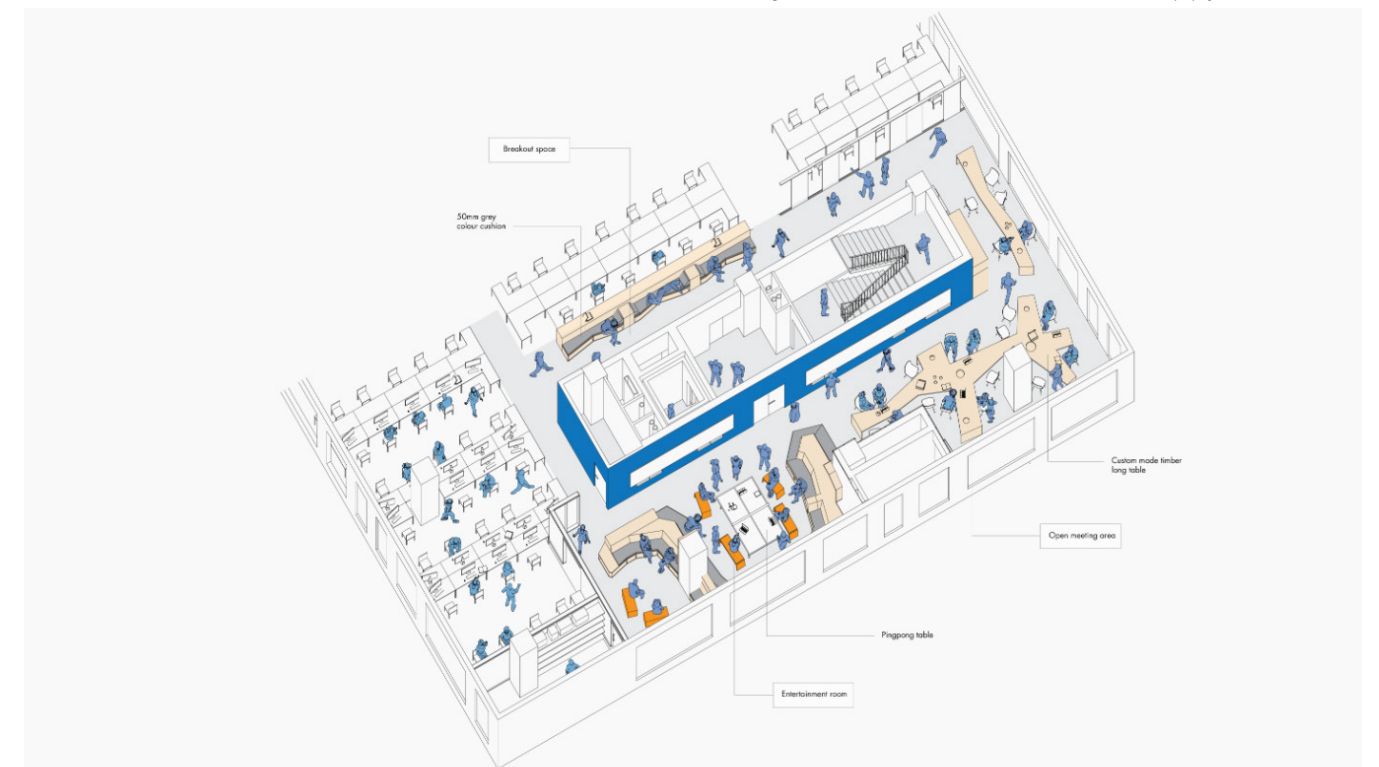 Breakout space
50mm grey
colour cushion
Custom made timber
long table
Open meeting area
Pingpong table
Entertainment room